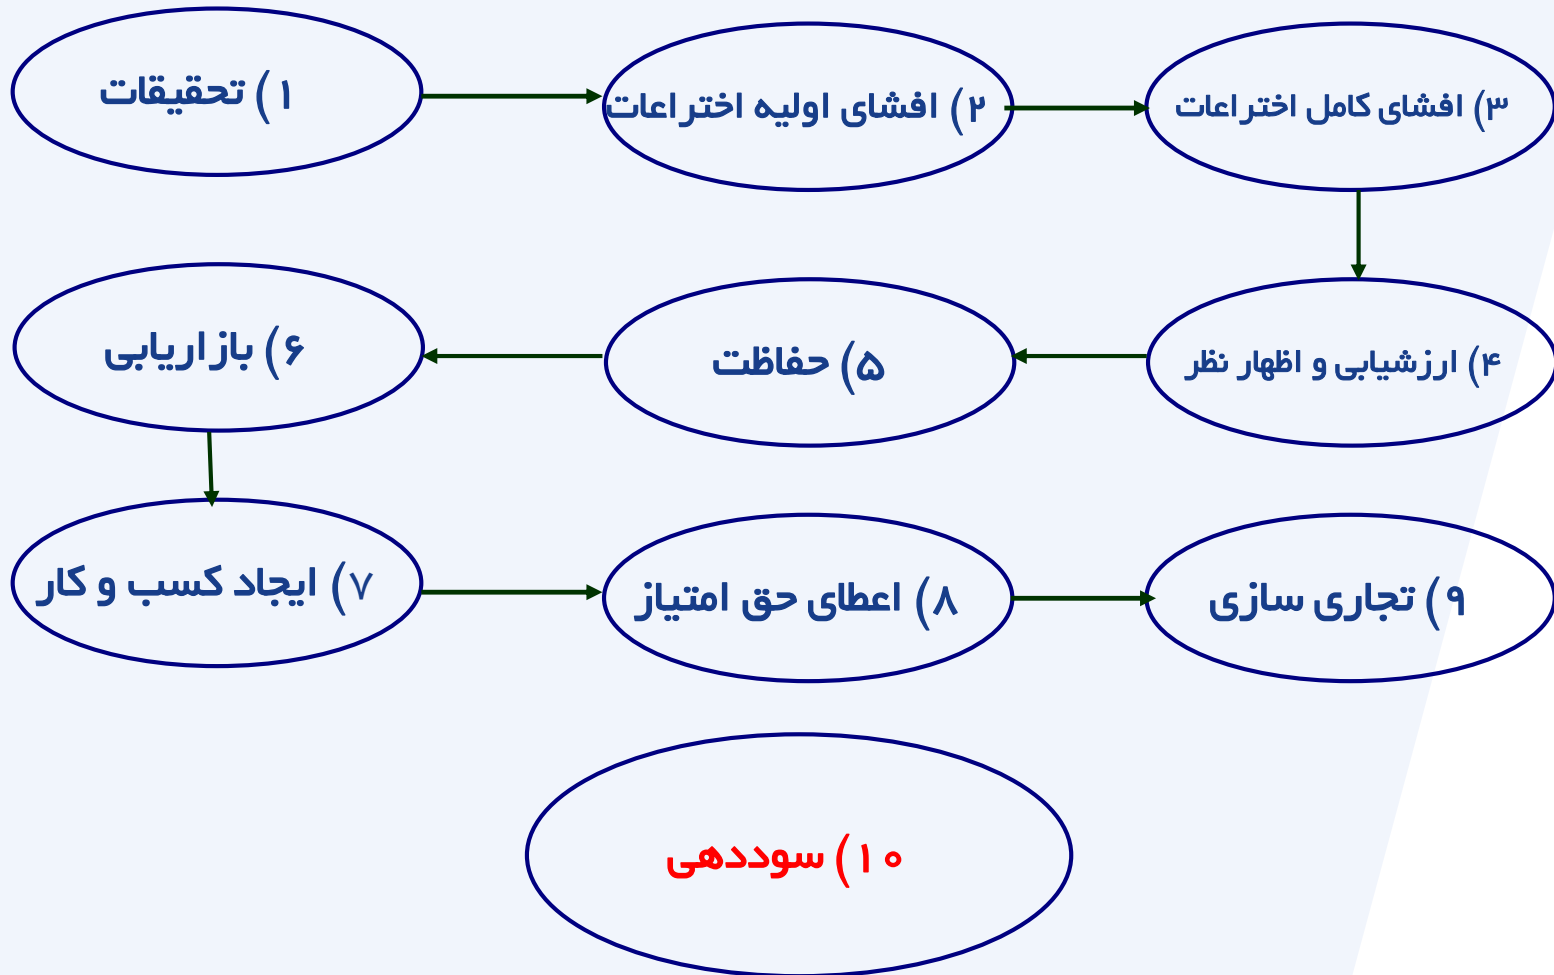 ۱) تحقیقات
۲) افشای اولیه اختراعات
۳) افشای کامل اختراعات
۴) ارزشیابی و اظهار نظر
۵) حفاظت
۶) بازاریابی
۷) ایجاد کسب و کار
۸) اعطای حق امتیاز
۹) تجاری سازی
۱۰) سوددهی